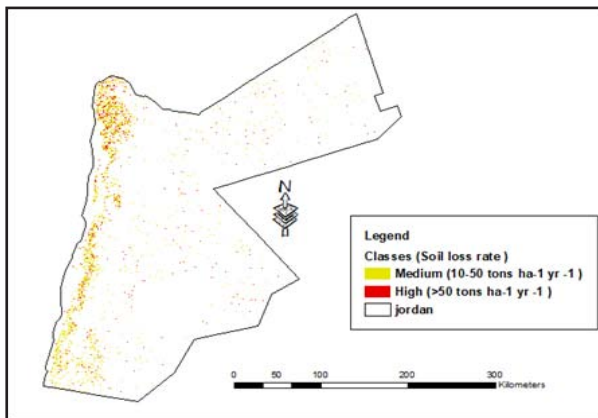 N
Legend
Classes (Soil loss rate )
Medium (10-50 tons ha-1 yr -1 )
High (>50 tons ha-1 yr -1 )
jordan
0 50 100 200 300
Kilometers